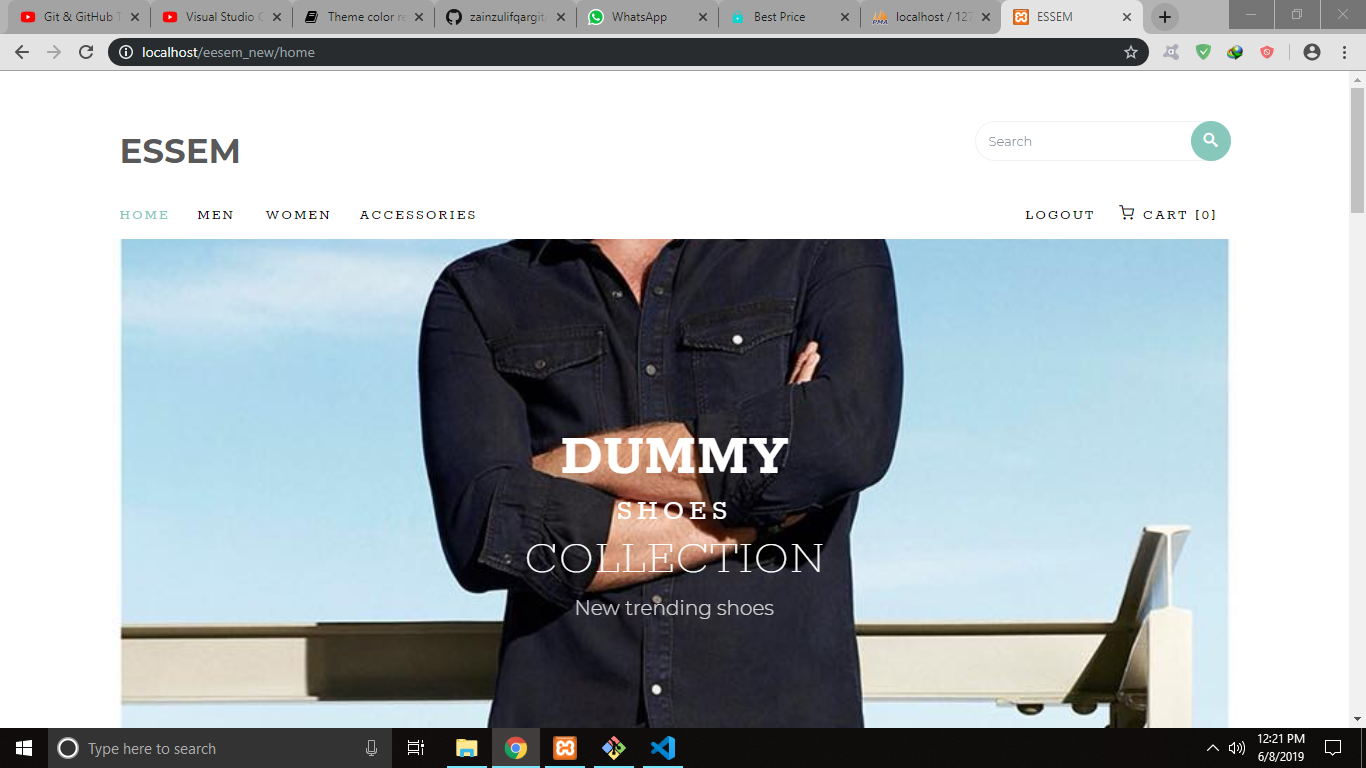 Git & GitHub T
Visual Studio C
Theme color re
zainzulifqargit
WhatsApp
Best Price
localhost / 127
ESSEM
localhost/eesem_new/home
ESSEM
Search
HOME
MEN
WOMEN
ACCESSORIES
LOGOUT
CART [0]
DUMMY
SHOES
COLLECTION
New trending shoes
Type here to search
12:21 PM
6/8/2019